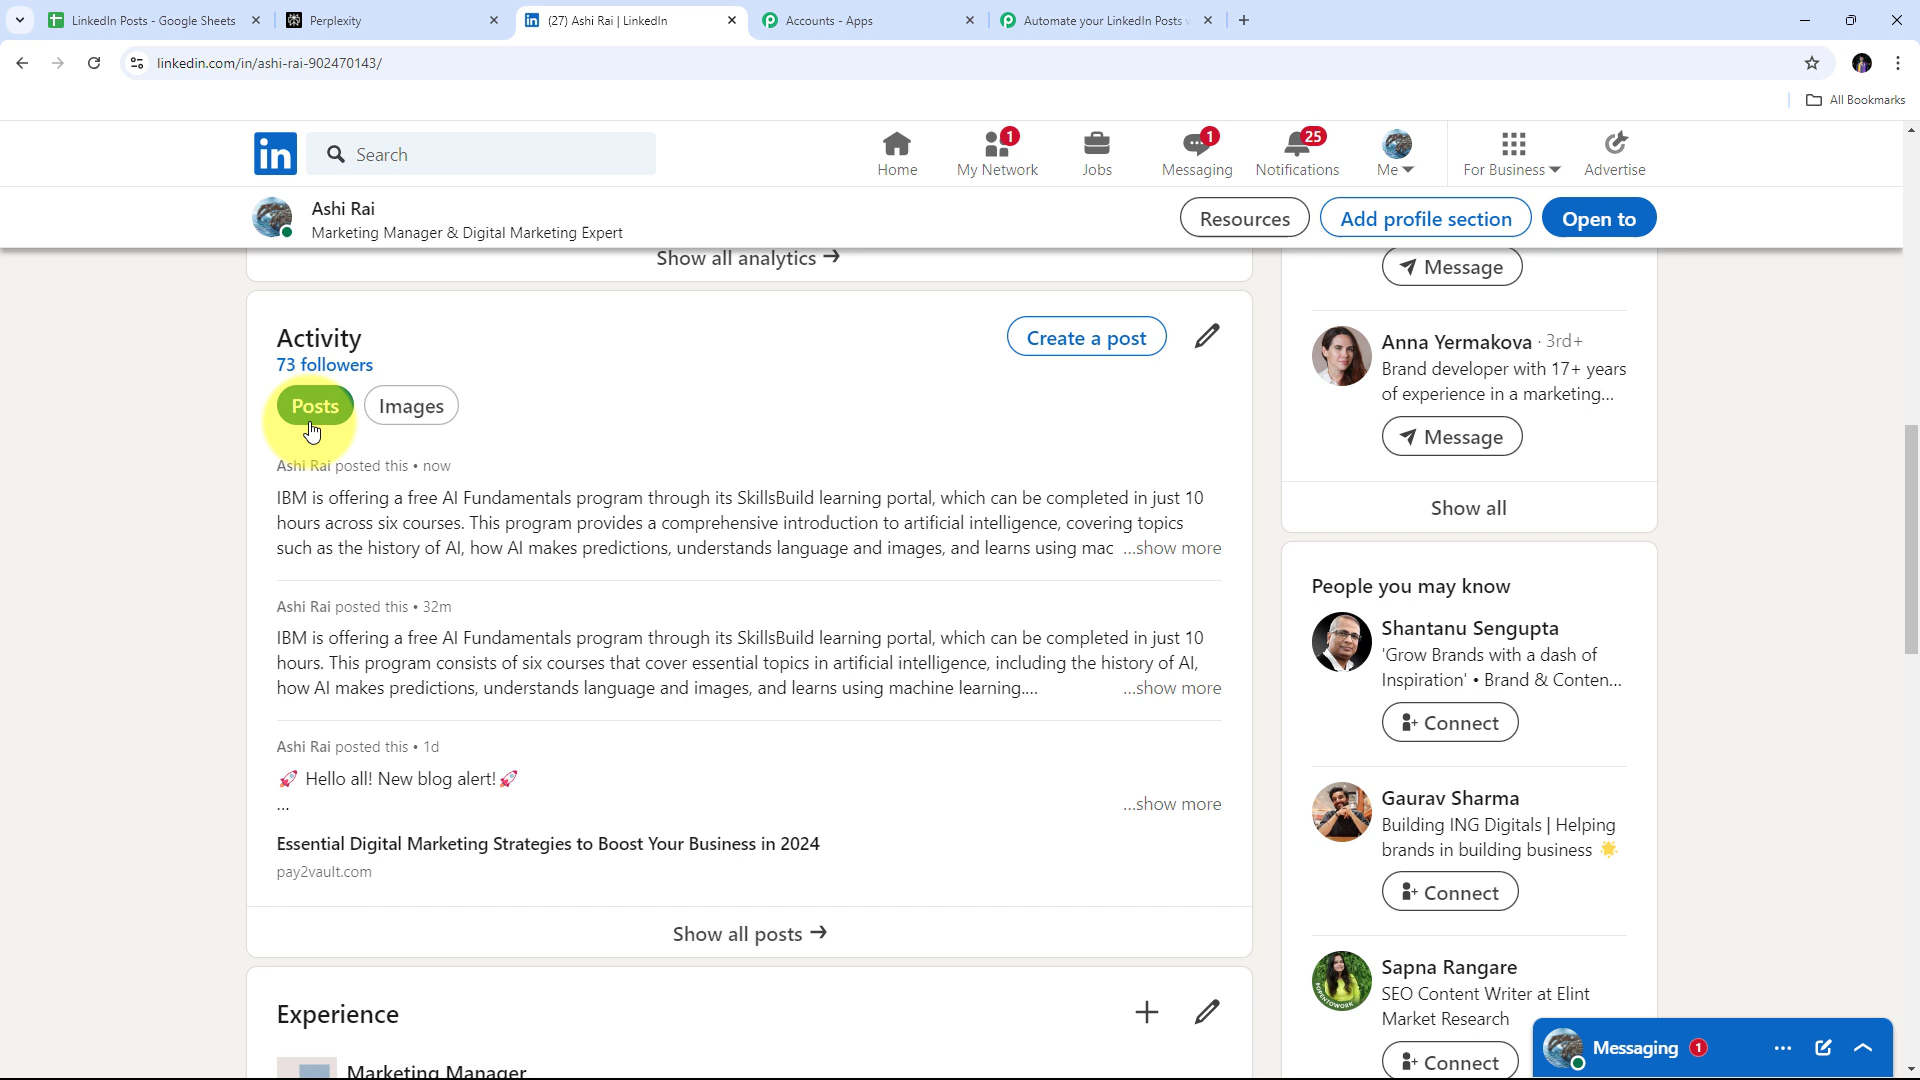 LinkedIn Posts - Google Sheets
Perplexity
(27) Ashi Rai | LinkedIn
Accounts - Apps
Automate your LinkedIn Posts
linkedin.com/in/ashi-rai-902470143/
All Bookmarks
in
Search
Home
1
My Network
Jobs
1
Messaging
25
Notifications
Me
For Business
Advertise
Ashi Rai
Marketing Manager & Digital Marketing Expert
Resources
Add profile section
Open to
Show all analytics →
Activity
73 followers
Create a post
Posts
Images
Ashi Rai posted this • now
IBM is offering a free AI Fundamentals program through its SkillsBuild learning portal, which can be completed in just 10
hours across six courses. This program provides a comprehensive introduction to artificial intelligence, covering topics
such as the history of AI, how AI makes predictions, understands language and images, and learns using mac ...show more
Ashi Rai posted this • 32m
IBM is offering a free AI Fundamentals program through its SkillsBuild learning portal, which can be completed in just 10
hours. This program consists of six courses that cover essential topics in artificial intelligence, including the history of AI,
how AI makes predictions, understands language and images, and learns using machine learning.... ...show more
Ashi Rai posted this • 1d
🚀 Hello all! New blog alert!🚀
... ...show more
Essential Digital Marketing Strategies to Boost Your Business in 2024
pay2vault.com
Show all posts →
Experience
Marketing Manager
Message
Anna Yermakova · 3rd+
Brand developer with 17+ years
of experience in a marketing...
Message
Show all
People you may know
Shantanu Sengupta
'Grow Brands with a dash of
Inspiration' • Brand & Conten...
Connect
Gaurav Sharma
Building ING Digitals | Helping
brands in building business 🌟
Connect
Sapna Rangare
SEO Content Writer at Elint
Market Research
Connect
Messaging 1